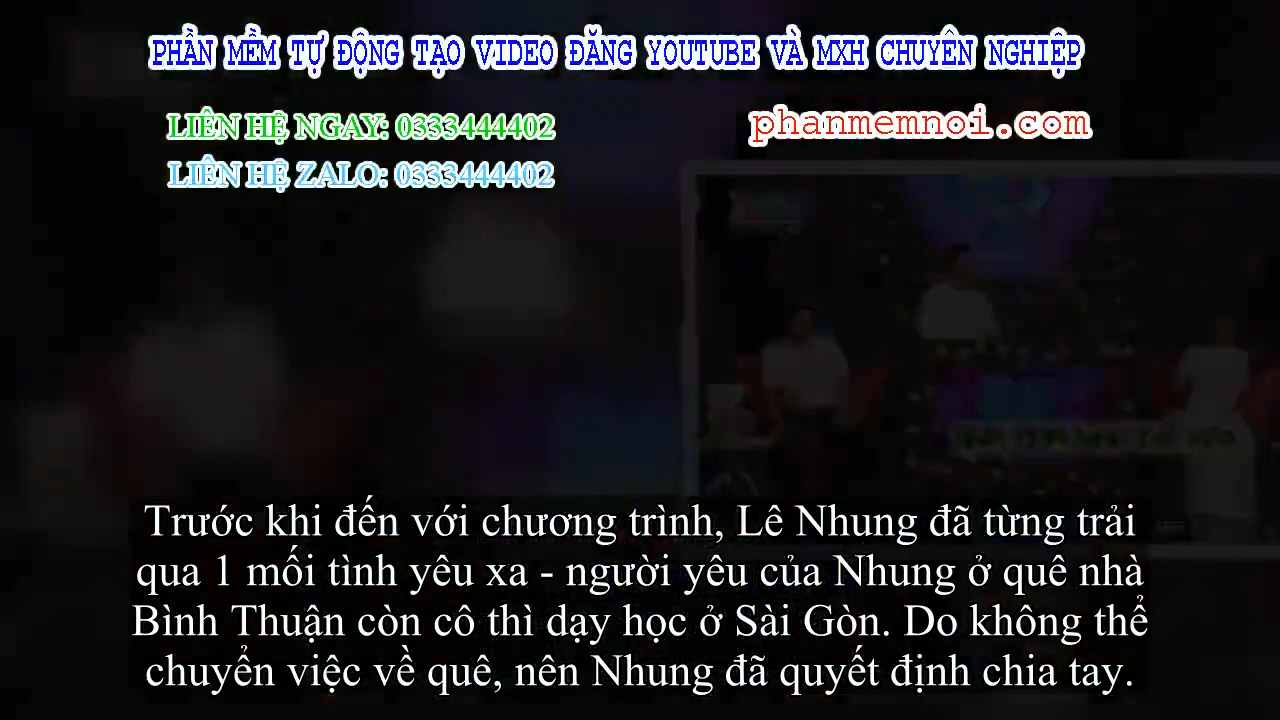 PHẦN MỀM TỰ ĐỘNG TẠO VIDEO ĐĂNG YOUTUBE VÀ MXH CHUYÊN NGHIỆP
LIÊN HỆ NGAY: 0333444402
phanmemnoi.com
LIÊN HỆ ZALO: 0333444402
Trước khi đến với chương trình, Lê Nhung đã từng trải
qua 1 mối tình yêu xa - người yêu của Nhung ở quê nhà
Bình Thuận còn cô thì dạy học ở Sài Gòn. Do không thể
chuyển việc về quê, nên Nhung đã quyết định chia tay.